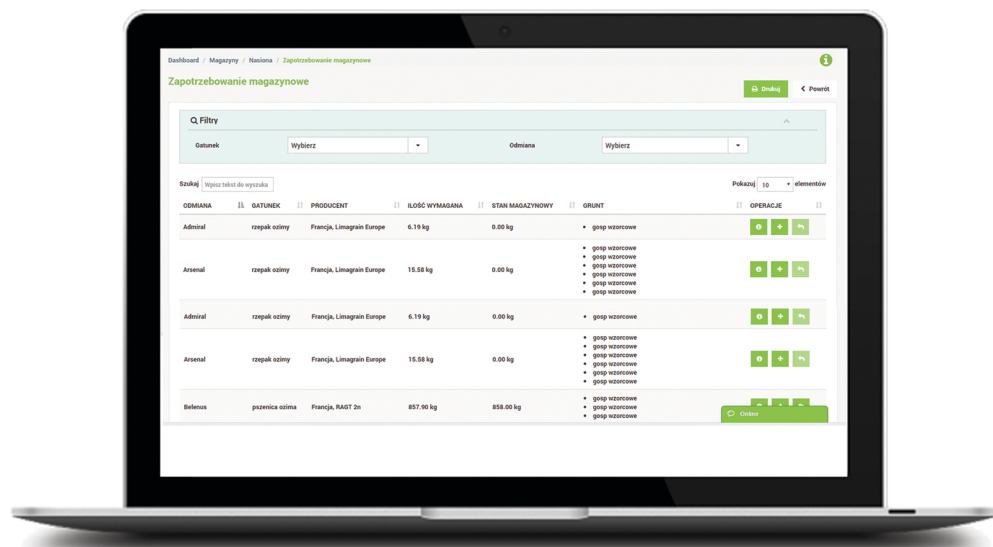 Dashboard / Magazyny / Nasiona / Zapotrzebowanie magazynowe
Zapotrzebowanie magazynowe
Drukuj
Powrót
Filtry
Gatunek Wybierz Odmiana Wybierz
Szukaj Wpisz tekst do wyszuka Pokazuj 10 elementów
ODMIANA GATUNEK PRODUCENT ILOŚĆ WYMAGANA STAN MAGAZYNOWY GRUNT OPERACJE
Admiral rzepak ozimy Francja, Limagrain Europe 6.19 kg 0.00 kg • gosp wzorcowe
• gosp wzorcowe
• gosp wzorcowe
Arsenal rzepak ozimy Francja, Limagrain Europe 15.58 kg 0.00 kg • gosp wzorcowe
• gosp wzorcowe
• gosp wzorcowe
• gosp wzorcowe
Admiral rzepak ozimy Francja, Limagrain Europe 6.19 kg 0.00 kg • gosp wzorcowe
• gosp wzorcowe
• gosp wzorcowe
Arsenal rzepak ozimy Francja, Limagrain Europe 15.58 kg 0.00 kg • gosp wzorcowe
• gosp wzorcowe
• gosp wzorcowe
• gosp wzorcowe
• gosp wzorcowe
Belenus pszenica ozima Francja, RAGT 2n 857.90 kg 858.00 kg • gosp wzorcowe
• gosp wzorcowe
Online